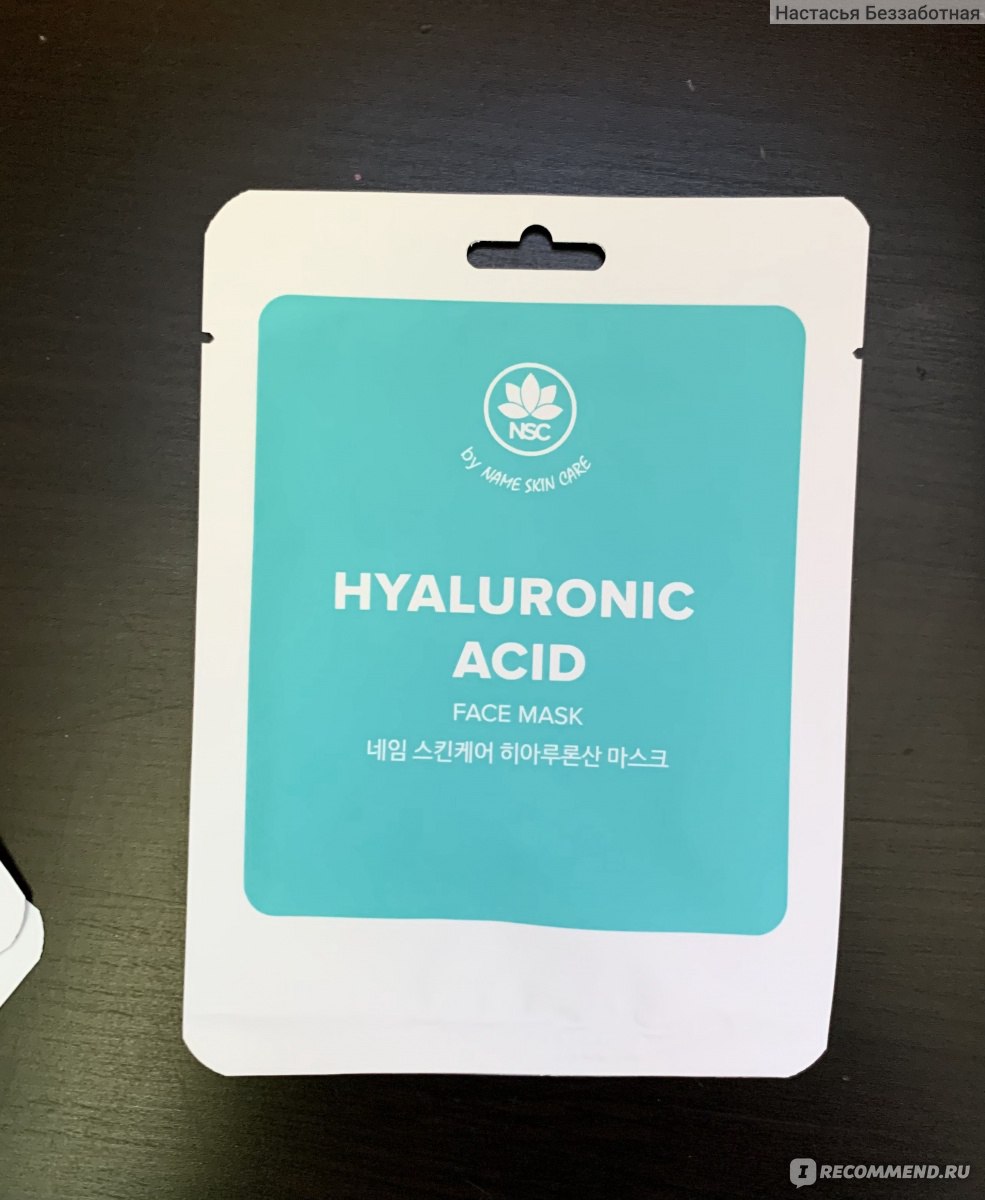 Настасья Беззаботная
NSC
by NAME SKIN CARE
HYALURONIC
ACID
FACE MASK
네임 스킨케어 히아루론산 마스크
IRECOMMEND.RU